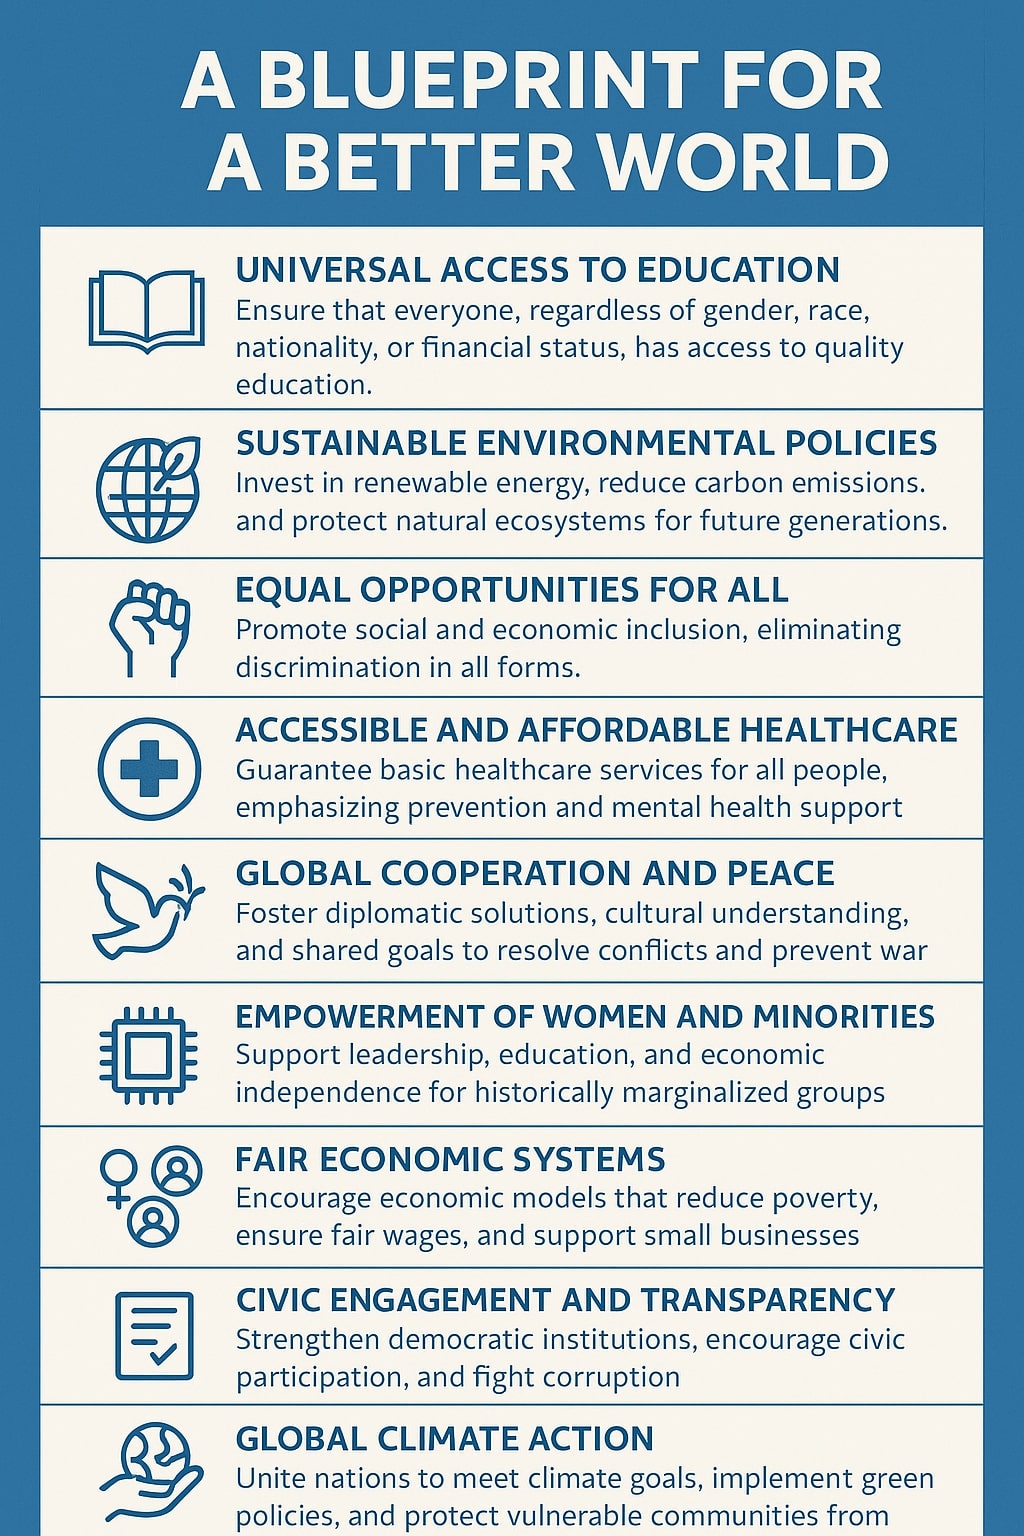 A BLUEPRINT FOR
A BETTER WORLD
UNIVERSAL ACCESS TO EDUCATION
Ensure that everyone, regardless of gender, race,
nationality, or financial status, has access to quality
education.
SUSTAINABLE ENVIRONMENTAL POLICIES
Invest in renewable energy, reduce carbon emissions.
and protect natural ecosystems for future generations.
EQUAL OPPORTUNITIES FOR ALL
Promote social and economic inclusion, eliminating
discrimination in all forms.
ACCESSIBLE AND AFFORDABLE HEALTHCARE
Guarantee basic healthcare services for all people,
emphasizing prevention and mental health support
GLOBAL COOPERATION AND PEACE
Foster diplomatic solutions, cultural understanding,
and shared goals to resolve conflicts and prevent war
EMPOWERMENT OF WOMEN AND MINORITIES
Support leadership, education, and economic
independence for historically marginalized groups
FAIR ECONOMIC SYSTEMS
Encourage economic models that reduce poverty,
ensure fair wages, and support small businesses
CIVIC ENGAGEMENT AND TRANSPARENCY
Strengthen democratic institutions, encourage civic
participation, and fight corruption
GLOBAL CLIMATE ACTION
Unite nations to meet climate goals, implement green
policies, and protect vulnerable communities from